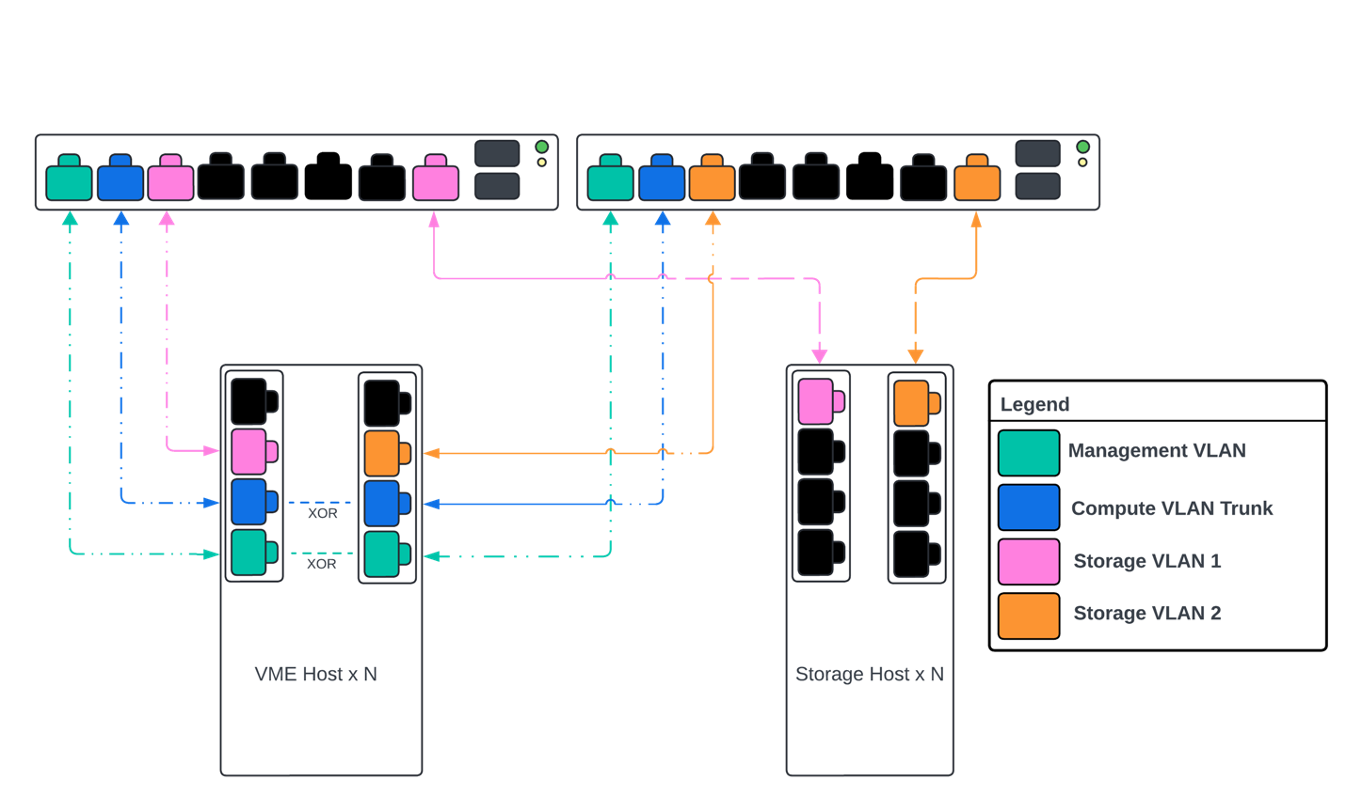 XOR
XOR
VME Host x N
Storage Host x N
Legend
Management VLAN
Compute VLAN Trunk
Storage VLAN 1
Storage VLAN 2